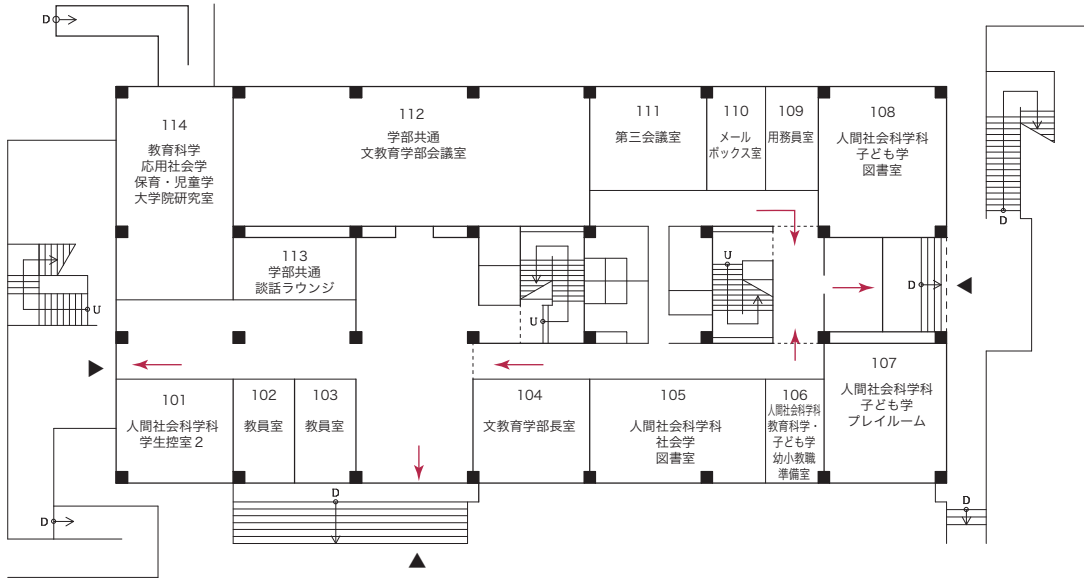 D
114
教育科学
応用社会学
保育・児童学
大学院研究室
112
学部共通
文教育学部会議室
111
第三会議室
110
メール
ボックス室
109
用務員室
108
人間社会科学科
子ども学
図書室
D
113
学部共通
談話ラウンジ
U
U
U
D
101
人間社会科学科
学生控室2
102
教員室
103
教員室
104
文教育学部長室
105
人間社会科学科
社会学
図書室
106
人間社会科学科
教育科学・
子ども学
幼小教職
準備室
107
人間社会科学科
子ども学
プレイルーム
D
D
D